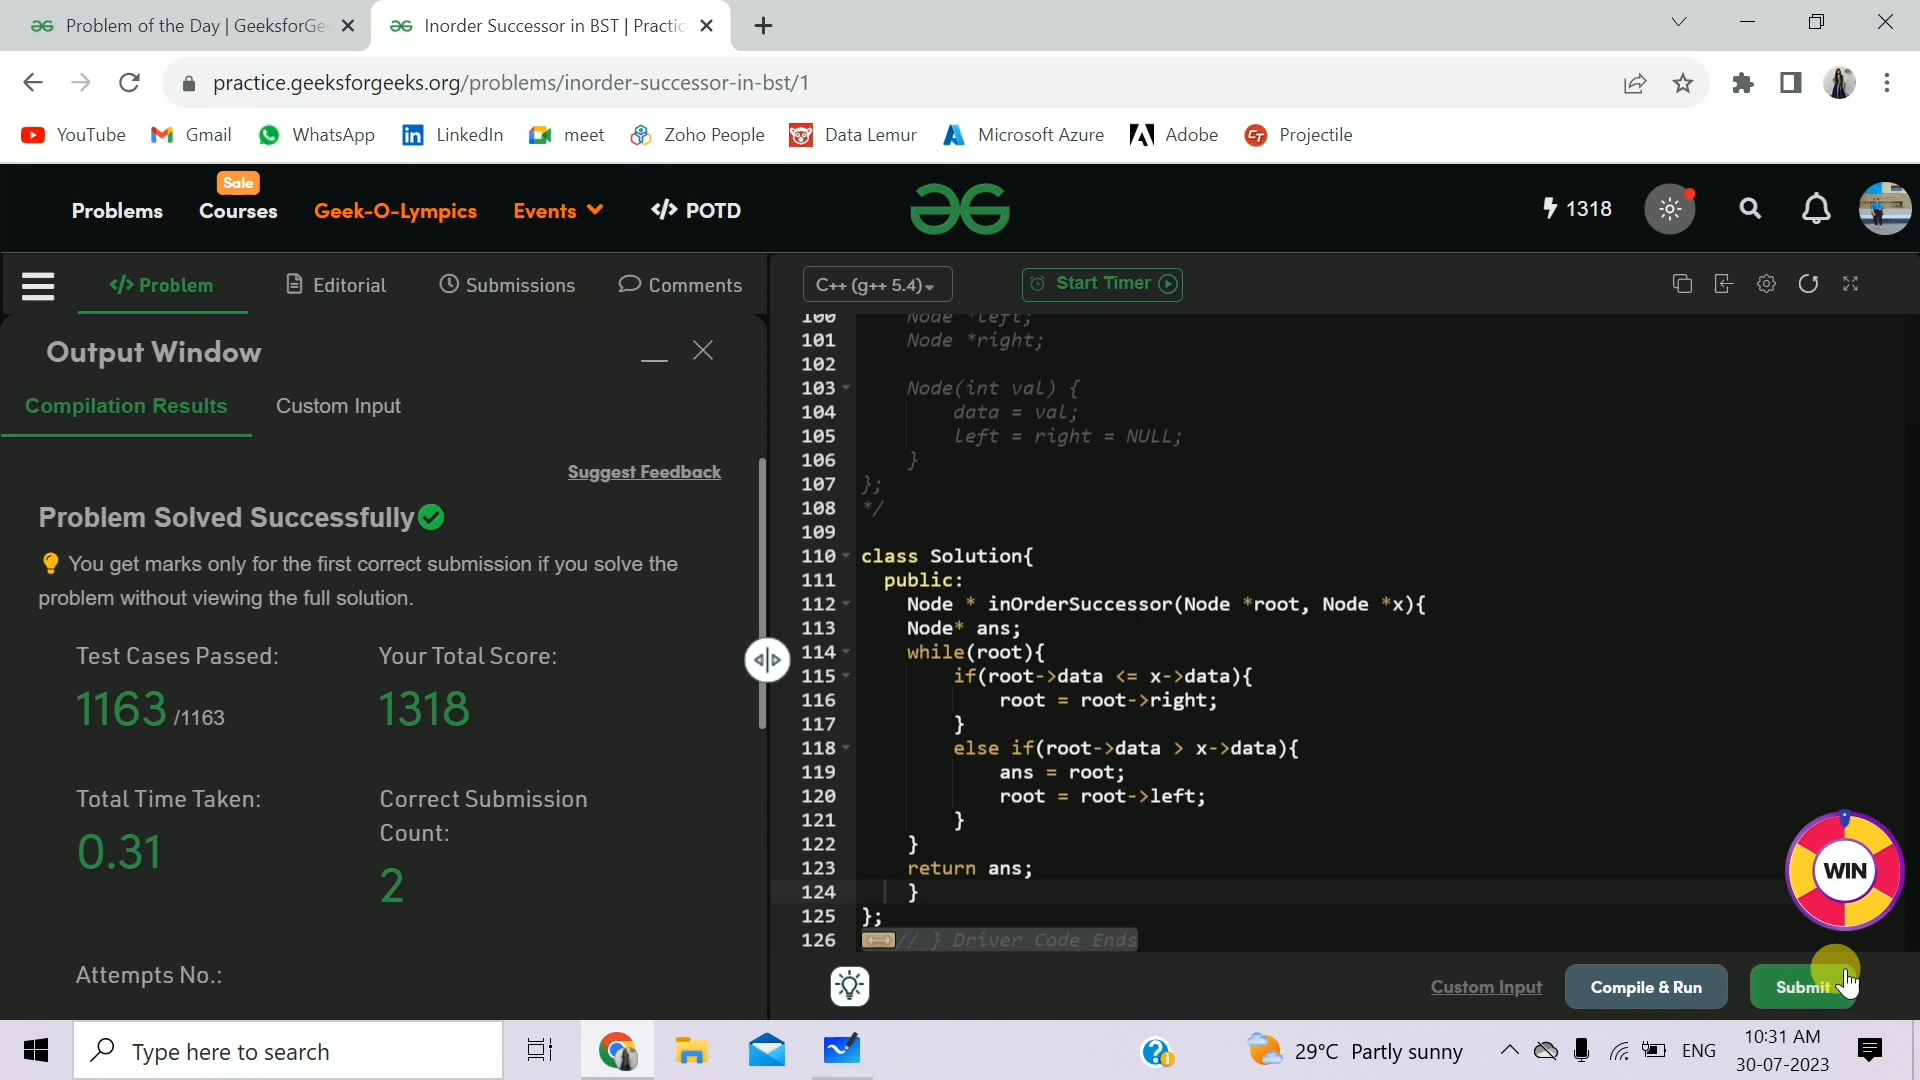 Problem of the Day | GeeksforGe
Inorder Successor in BST | Practic
practice.geeksforgeeks.org/problems/inorder-successor-in-bst/1
YouTube Gmail WhatsApp LinkedIn meet Zoho People Data Lemur Microsoft Azure Adobe Projectile
Sale
Problems Courses Geek-O-Lympics Events </> POTD 1318
</> Problem Editorial Submissions Comments
C++ (g++ 5.4) Start Timer
Output Window
Compilation Results Custom Input
Suggest Feedback
Problem Solved Successfully
You get marks only for the first correct submission if you solve the
problem without viewing the full solution.
Test Cases Passed: Your Total Score:
1163 /1163 1318
Total Time Taken: Correct Submission
Count:
0.31
2
Attempts No.:
100 Node *left;
101 Node *right;
102
103 Node(int val) {
104 data = val;
105 left = right = NULL;
106 }
107 };
108 */
109
110 class Solution{
111 public:
112 Node * inOrderSuccessor(Node *root, Node *x){
113 Node* ans;
114 while(root){
115 if(root->data <= x->data){
116 root = root->right;
117 }
118 else if(root->data > x->data){
119 ans = root;
120 root = root->left;
121 }
122 }
123 return ans;
124 }
125 };
126 // } Driver Code Ends
WIN
Custom Input Compile & Run Submit
Type here to search
29°C Partly sunny ENG
10:31 AM
30-07-2023